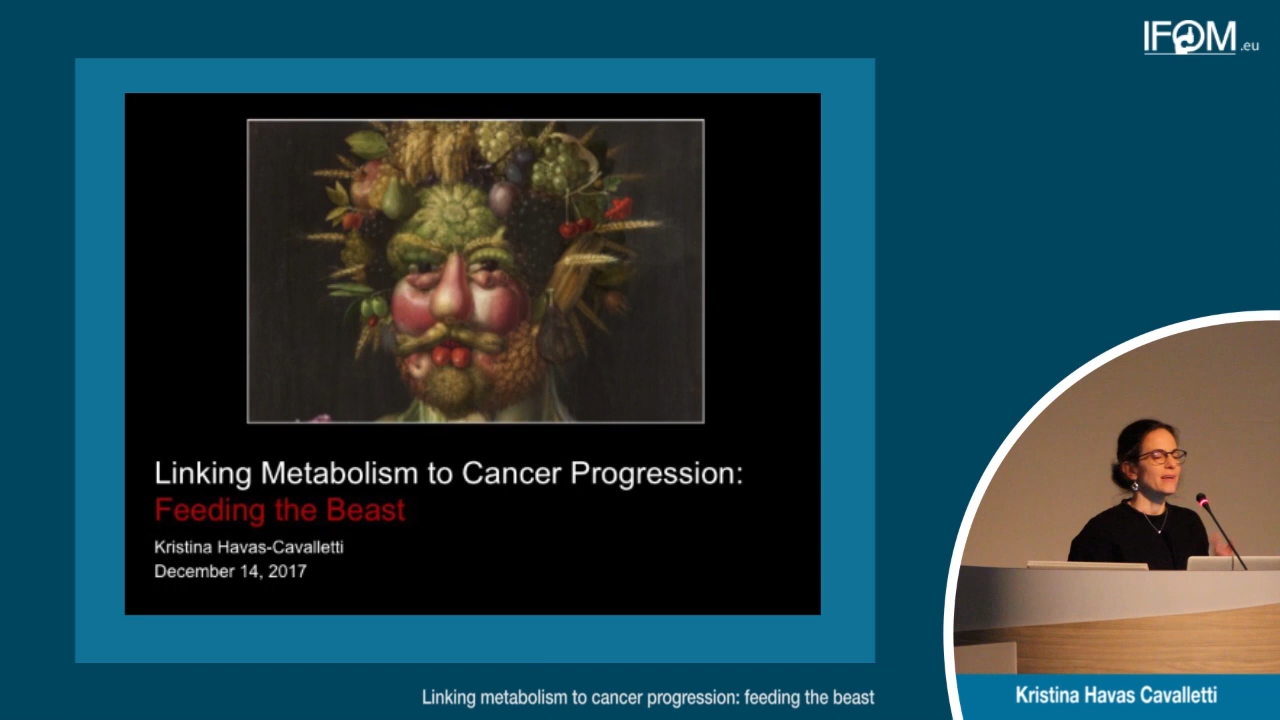 IFOM.eu
Linking Metabolism to Cancer Progression:
Feeding the Beast
Kristina Havas-Cavalletti
December 14, 2017
Linking metabolism to cancer progression: feeding the beast
Kristina Havas Cavalletti